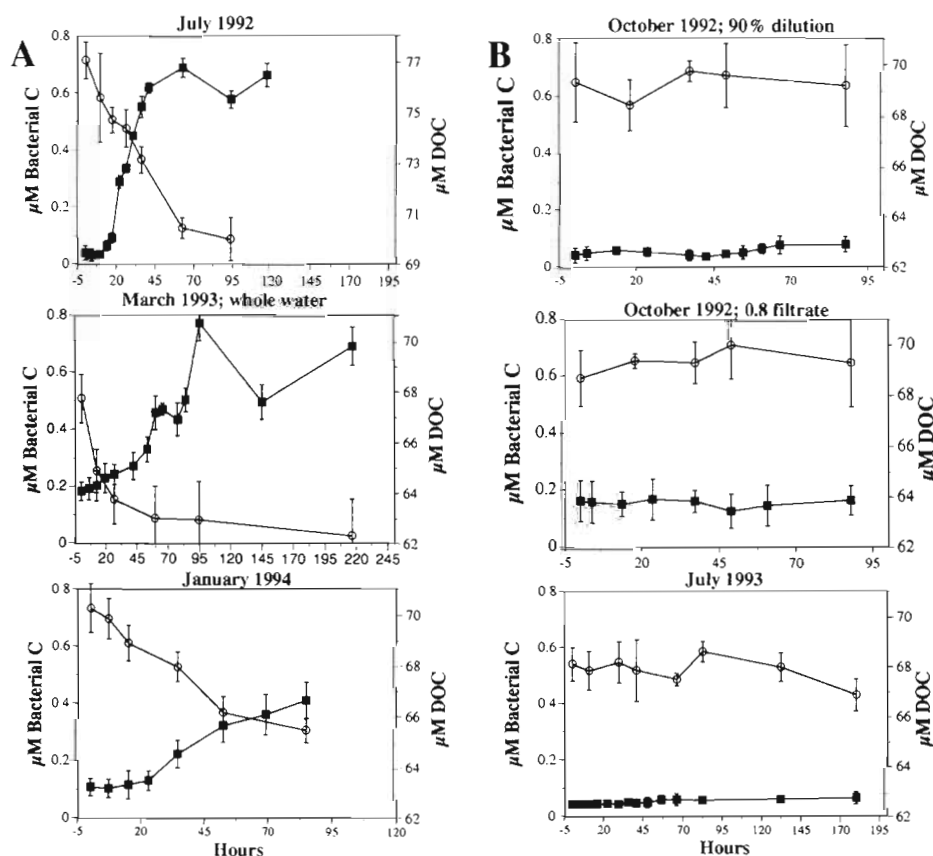 A
July 1992
0.8
0.6
0.4
0.2
0
µM Bacterial C
77
75
73
71
69
µM DOC
-5 20 45 70 95 120 145
March 1993; whole water
0.8
0.6
0.4
0.2
0
µM Bacterial C
70
68
66
64
62
µM DOC
-5 20 45 70 95 120 145 170 195 220 245
January 1994
0.8
0.6
0.4
0.2
0
µM Bacterial C
70
68
66
64
62
µM DOC
-5 20 45 70 95 120
Hours
B
October 1992; 90% dilution
0.8
0.6
0.4
0.2
0
µM Bacterial C
70
68
66
64
62
µM DOC
-5 15 35 55 75 95
October 1992; 0.8 filtrate
0.8
0.6
0.4
0.2
0
µM Bacterial C
70
68
66
64
62
µM DOC
-5 15 35 55 75 95
July 1993
0.8
0.6
0.4
0.2
0
µM Bacterial C
70
68
66
64
62
µM DOC
-5 20 45 70 95 120 145 170 195
Hours